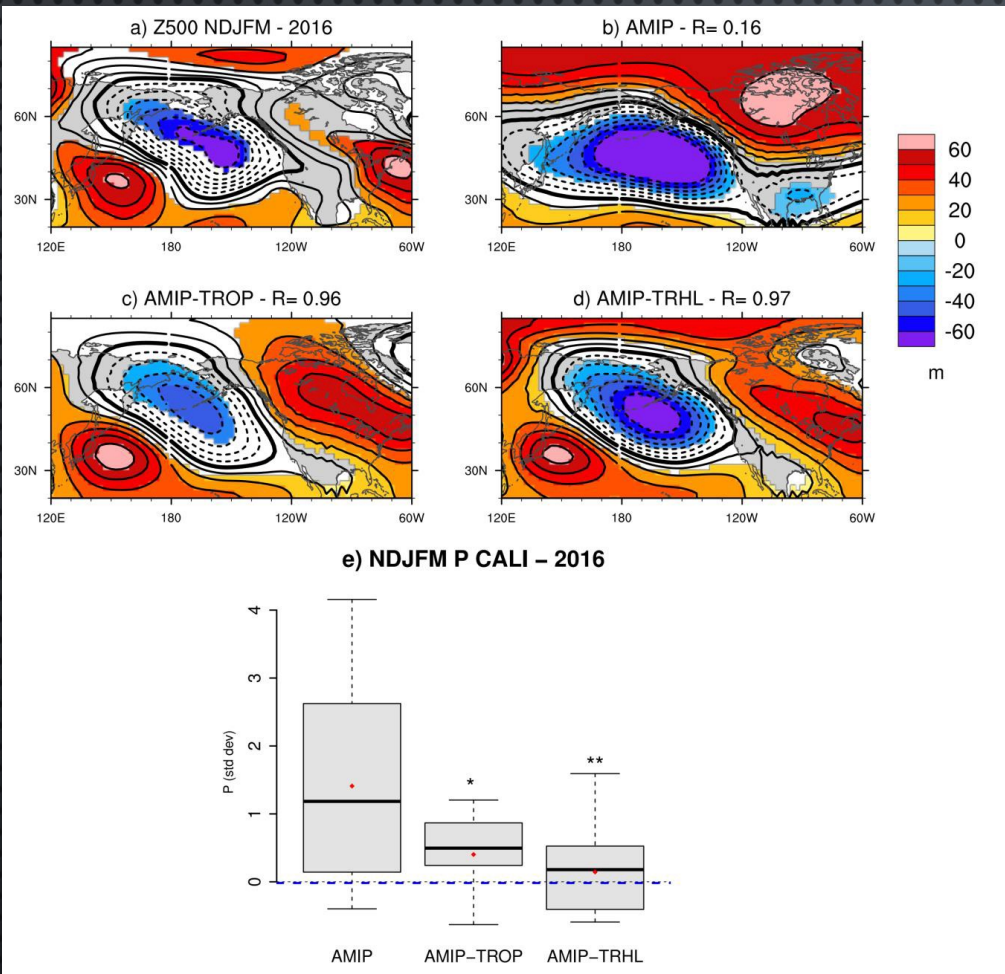 a) Z500 NDJFM - 2016
b) AMIP - R= 0.16
60N
30N
120E 180 120W 60W
60N
30N
120E 180 120W 60W
60
40
20
0
-20
-40
-60
m
c) AMIP-TROP - R= 0.96
d) AMIP-TRHL - R= 0.97
60N
30N
120E 180 120W 60W
60N
30N
120E 180 120W 60W
e) NDJFM P CALI – 2016
P (std dev)
4
3
2
1
0
*
**
AMIP AMIP−TROP AMIP−TRHL